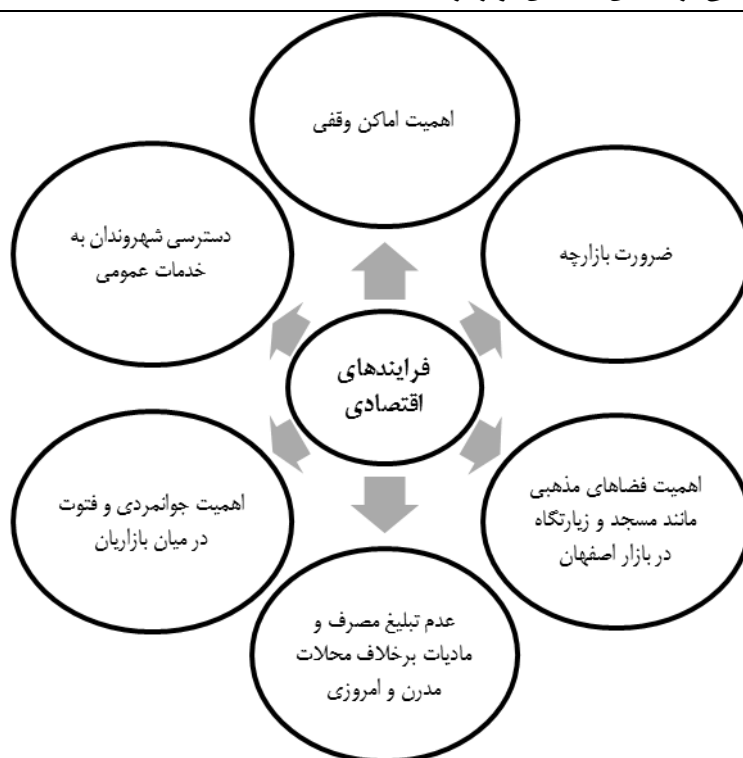 اهمیت اماکن وقفی
ضرورت بازارچه
دسترسی شهروندان به
خدمات عمومی
فرایندهای
اقتصادی
اهمیت فضاهای مذهبی
مانند مسجد و زیارتگاه
در بازار اصفهان
اهمیت جوانمردی و فتوت
در میان بازاریان
عدم تبلیغ مصرف و
مادیات برخلاف محلات
مدرن و امروزی